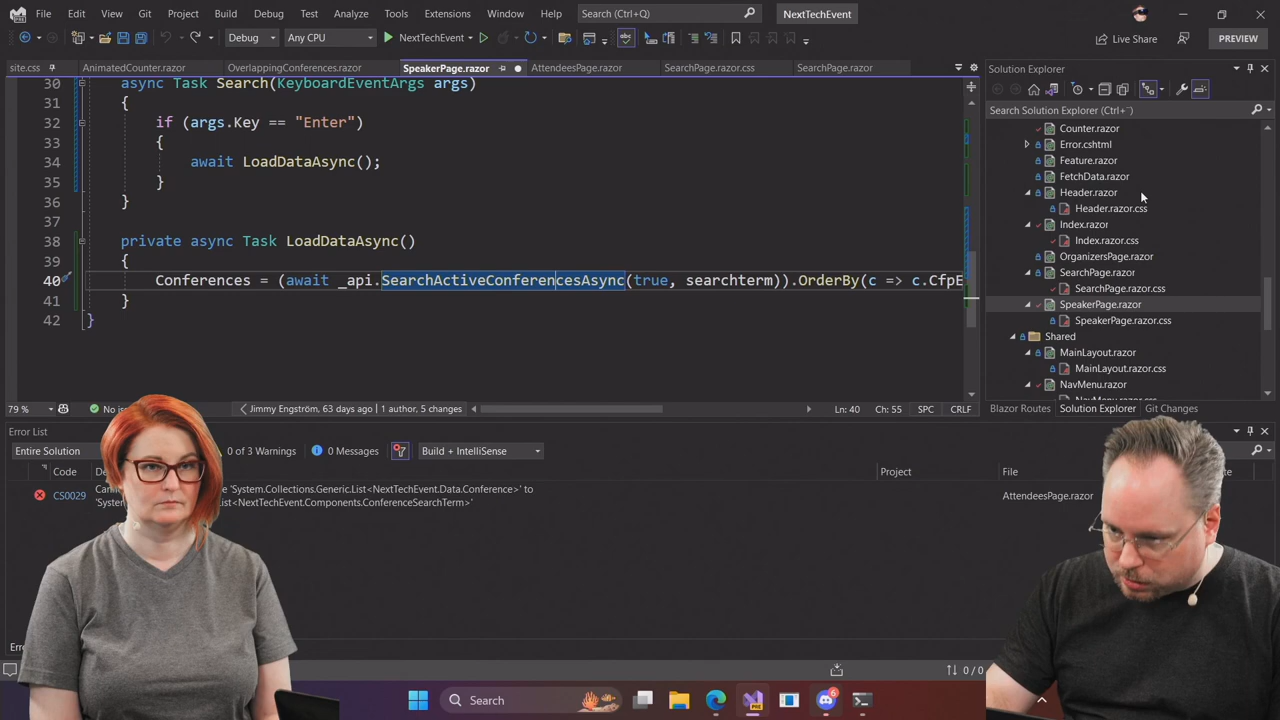 File Edit View Git Project Build Debug Test Analyze Tools Extensions Window Help Search (Ctrl+Q) NextTechEvent
Debug Any CPU NextTechEvent Live Share PREVIEW
site.css AnimatedCounter.razor OverlappingConferences.razor SpeakerPage.razor AttendeesPage.razor SearchPage.razor.css SearchPage.razor
30 async Task Search(KeyboardEventArgs args)
31 {
32 if (args.Key == "Enter")
33 {
34 await LoadDataAsync();
35 }
36 }
37
38 private async Task LoadDataAsync()
39 {
40 Conferences = (await _api.SearchActiveConferencesAsync(true, searchterm)).OrderBy(c => c.CfpE
41 }
42 }
79 % Jimmy Engström, 63 days ago | 1 author, 5 changes Ln: 40 Ch: 55 SPC CRLF
Solution Explorer
Search Solution Explorer (Ctrl+¨)
Counter.razor
Error.cshtml
Feature.razor
FetchData.razor
Header.razor
Header.razor.css
Index.razor
Index.razor.css
OrganizersPage.razor
SearchPage.razor
SearchPage.razor.css
SpeakerPage.razor
SpeakerPage.razor.css
Shared
MainLayout.razor
MainLayout.razor.css
NavMenu.razor
Blazor Routes Solution Explorer Git Changes
Error List
Entire Solution 0 of 3 Warnings 0 Messages Build + IntelliSense
Code Project File
CS0029 'System.Collections.Generic.List<NextTechEvent.Data.Conference>' to AttendeesPage.razor
<NextTechEvent.Components.ConferenceSearchTerm>'
0 / 0
Search
6